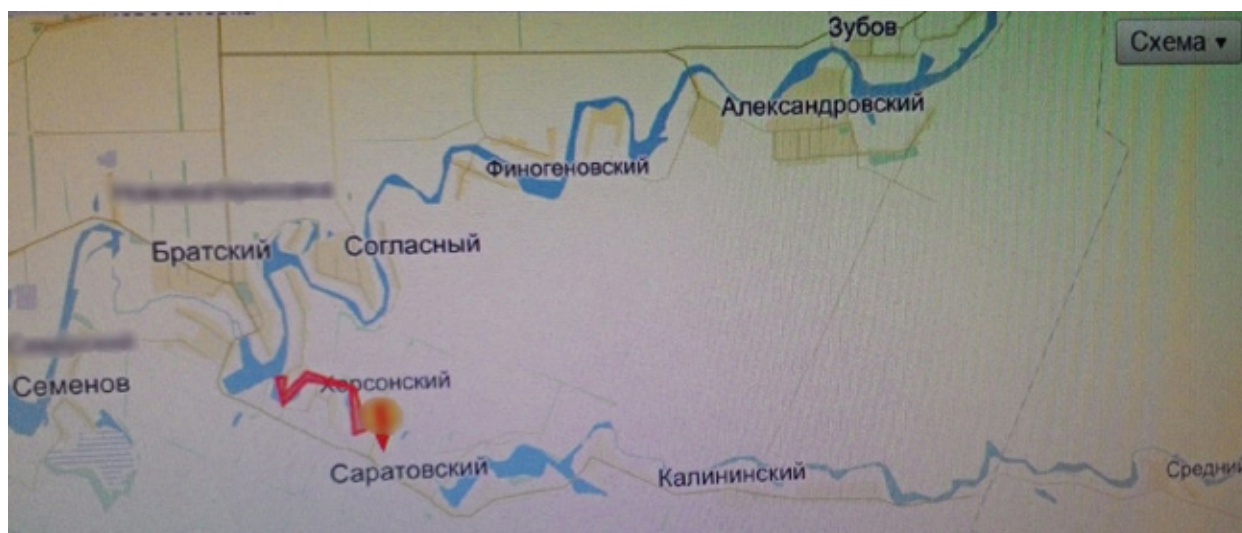 Зубов
Схема ▾
Александровский
Финогеновский
Братский
Согласный
Семенов
Херсонский
Саратовский
Калининский
Средний